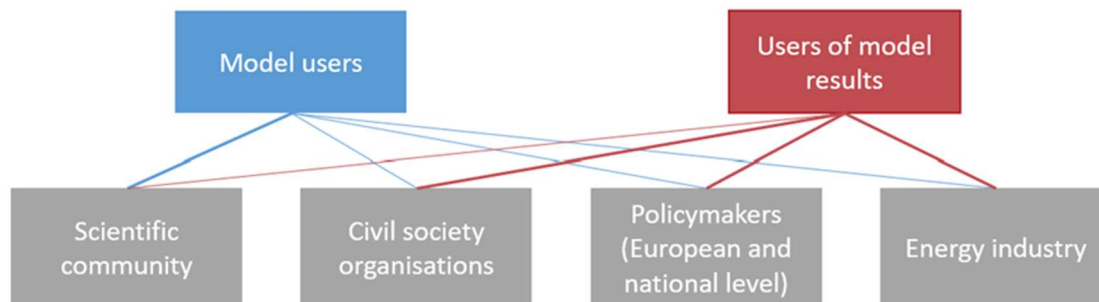 Model users
Users of model
results
Scientific
community
Civil society
organisations
Policymakers
(European and
national level)
Energy industry